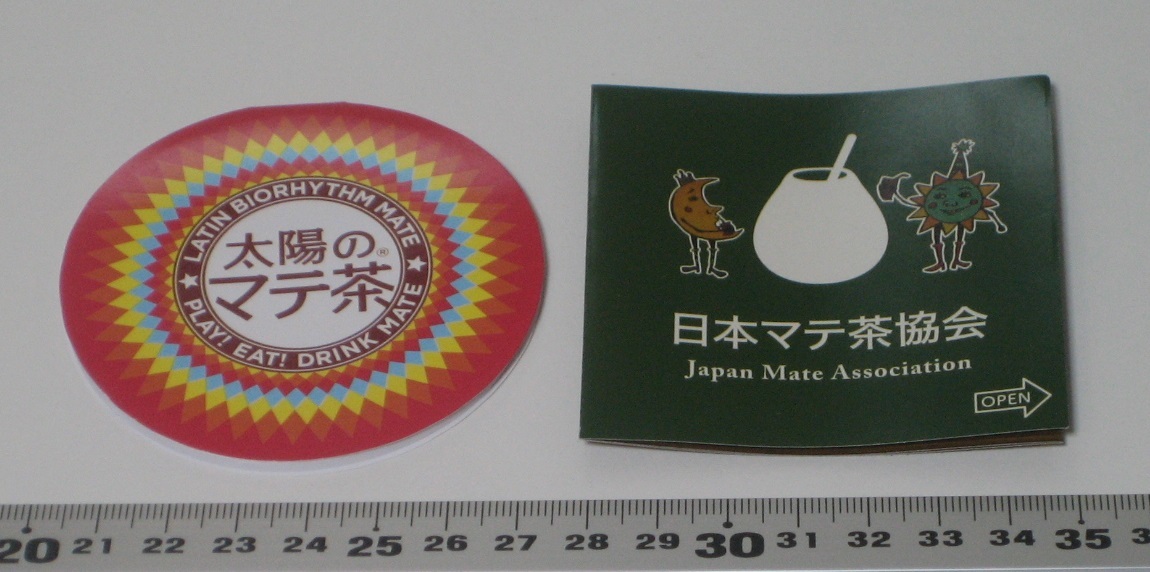 LATIN BIORHYTHM MATE
太陽の®
マテ茶
PLAY! EAT! DRINK MATE
日本マテ茶協会
Japan Mate Association
OPEN
20 21 22 23 24 25 26 27 28 29 30 31 32 33 34 35 3